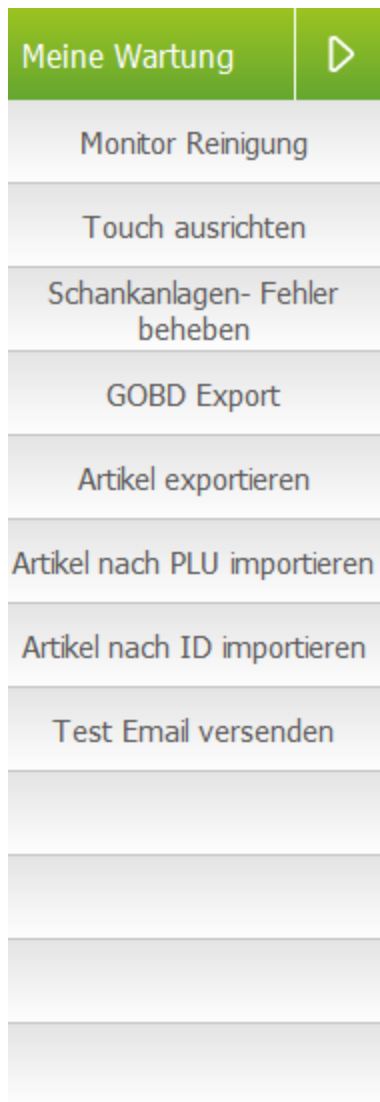 Meine Wartung
Monitor Reinigung
Touch ausrichten
Schankanlagen- Fehler
beheben
GOBD Export
Artikel exportieren
Artikel nach PLU importieren
Artikel nach ID importieren
Test Email versenden